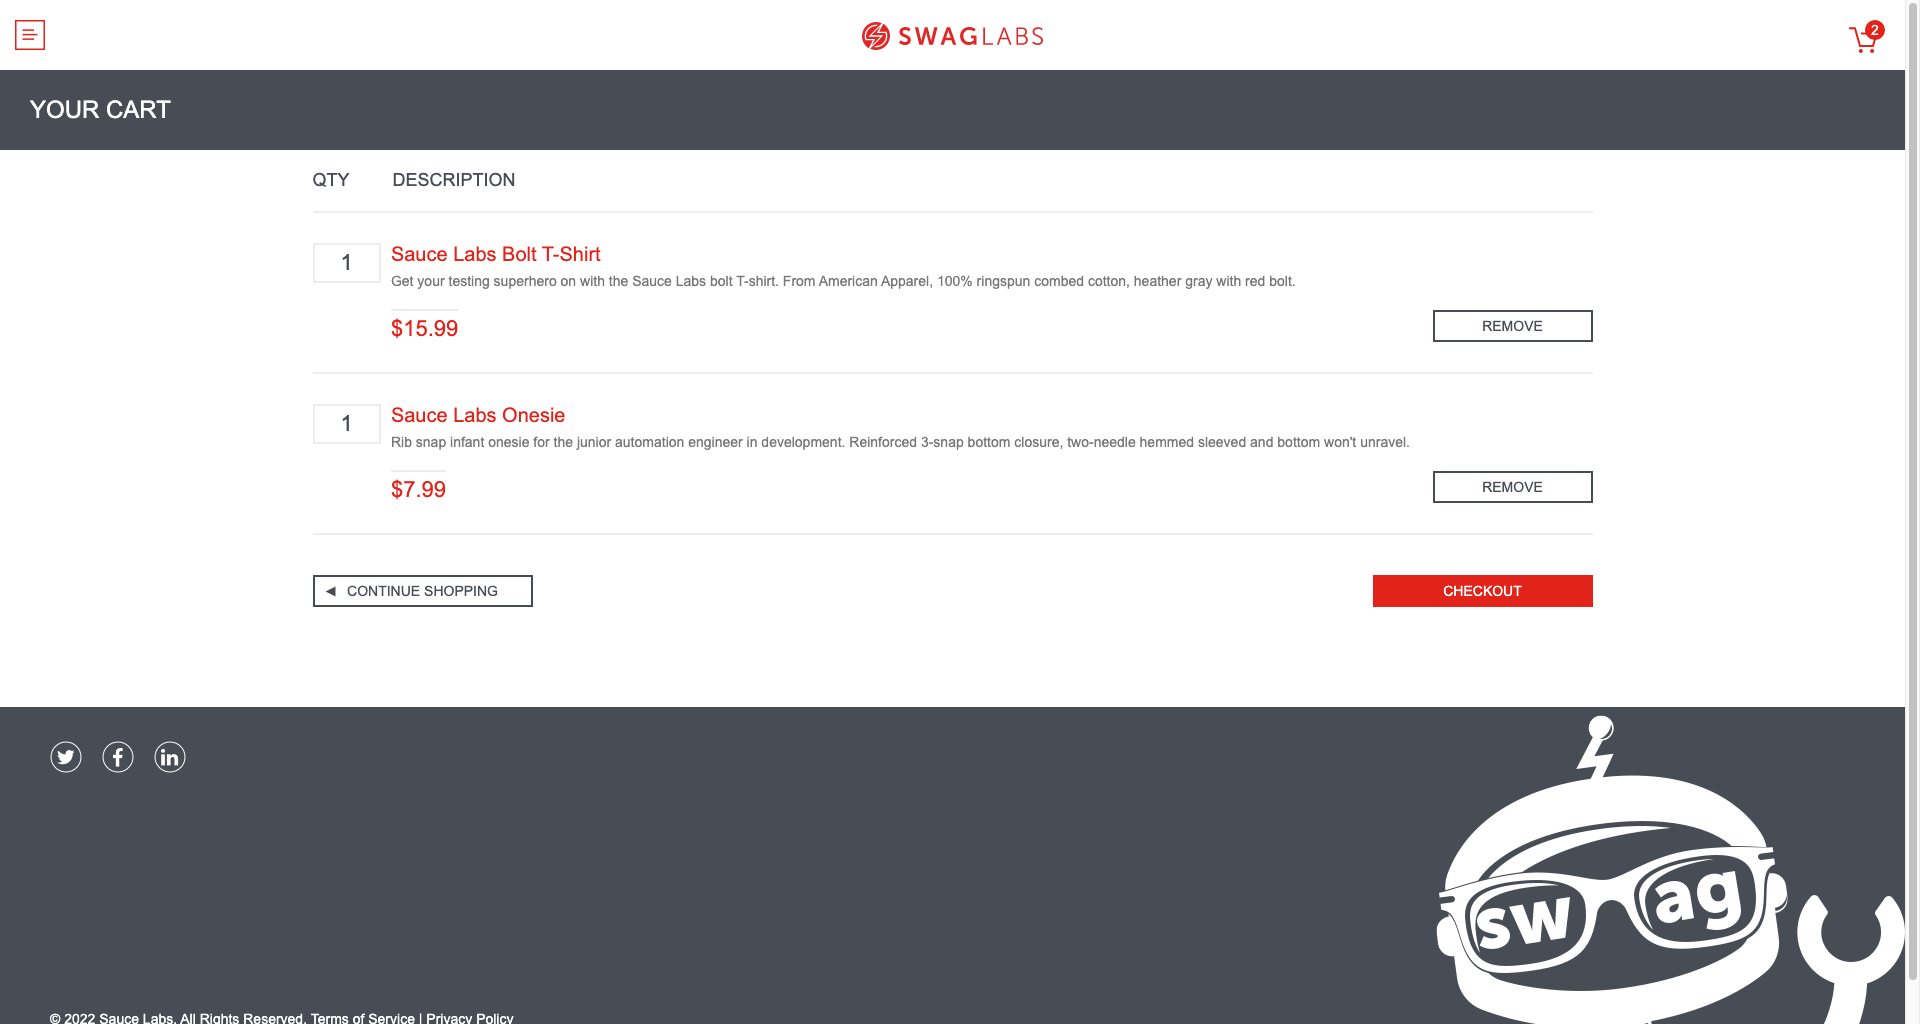 SWAGLABS
2
YOUR CART
QTY DESCRIPTION
1 Sauce Labs Bolt T-Shirt
Get your testing superhero on with the Sauce Labs bolt T-shirt. From American Apparel, 100% ringspun combed cotton, heather gray with red bolt.
$15.99 REMOVE
1 Sauce Labs Onesie
Rib snap infant onesie for the junior automation engineer in development. Reinforced 3-snap bottom closure, two-needle hemmed sleeved and bottom won't unravel.
$7.99 REMOVE
CONTINUE SHOPPING CHECKOUT
in
swag
© 2022 Sauce Labs. All Rights Reserved. Terms of Service | Privacy Policy